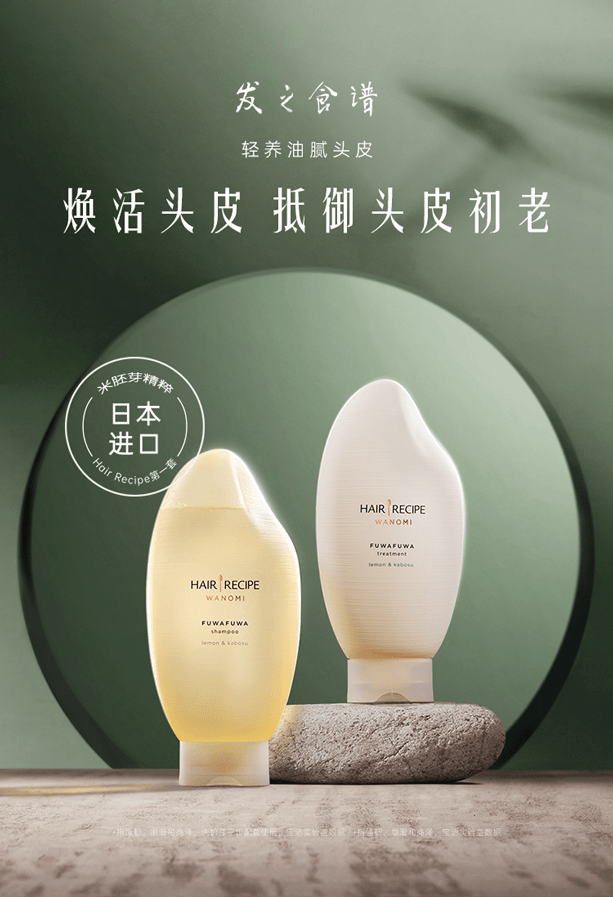 发之食谱
轻养油腻头皮
焕活头皮 抵御头皮初老
米胚芽精粹
日本
进口
Hair Recipe第一套
HAIR RECIPE
WANOMI
FUWAFUWA
treatment
lemon & kabosu
HAIR RECIPE
WANOMI
FUWAFUWA
shampoo
lemon & kabosu